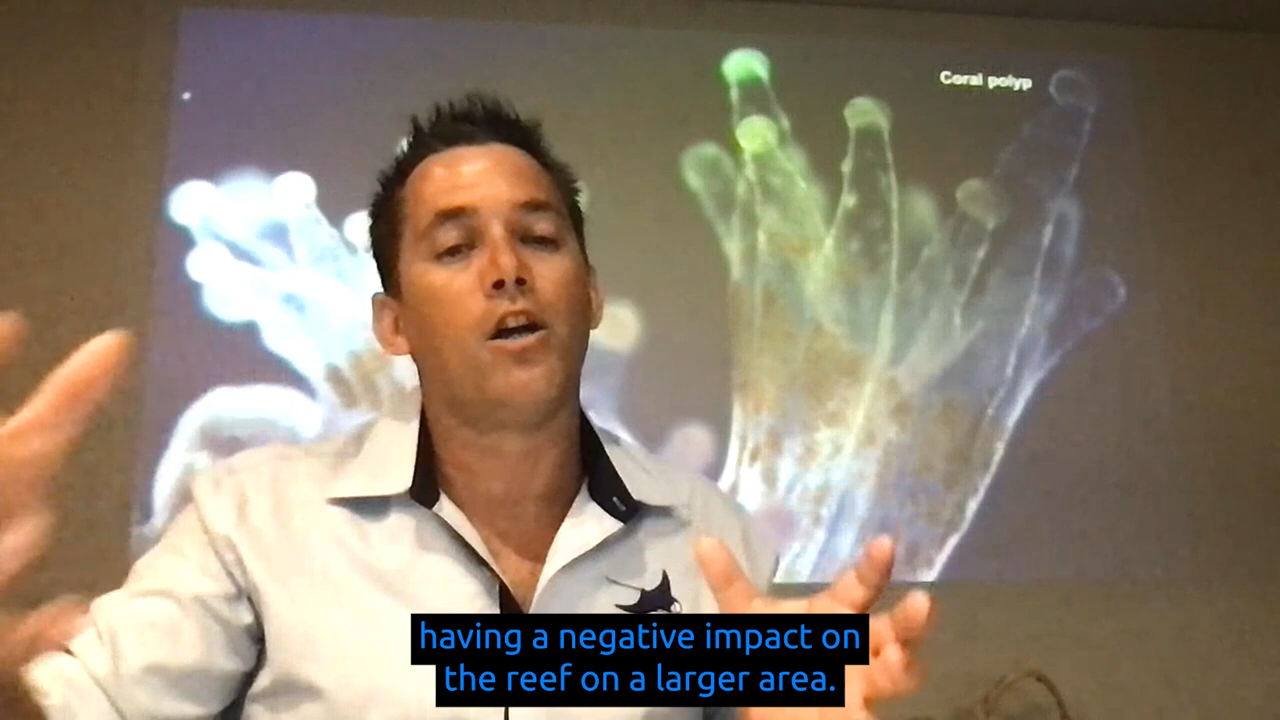 Coral polyp
having a negative impact on
the reef on a larger area.